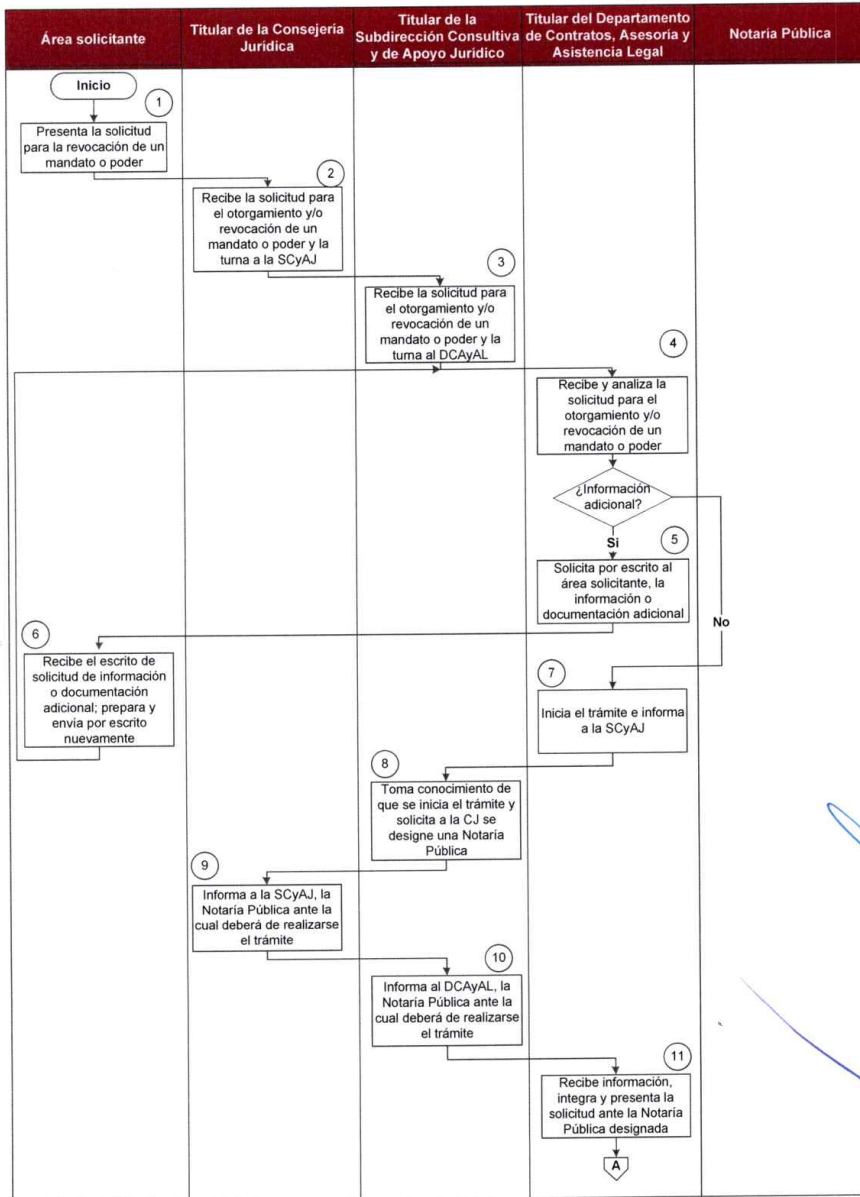 Área solicitante
Titular de la Consejería
Jurídica
Titular de la
Subdirección Consultiva
y de Apoyo Jurídico
Titular del Departamento
de Contratos, Asesoría y
Asistencia Legal
Notaría Pública
Inicio
1
Presenta la solicitud
para la revocación de un
mandato o poder
2
Recibe la solicitud para
el otorgamiento y/o
revocación de un
mandato o poder y la
turna a la SCyAJ
3
Recibe la solicitud para
el otorgamiento y/o
revocación de un
mandato o poder y la
turna al DCAyAL
4
Recibe y analiza la
solicitud para el
otorgamiento y/o
revocación de un
mandato o poder
¿Información
adicional?
Si
5
Solicita por escrito al
área solicitante, la
información o
documentación adicional
No
6
Recibe el escrito de
solicitud de información
o documentación
adicional; prepara y
envía por escrito
nuevamente
7
Inicia el trámite e informa
a la SCyAJ
8
Toma conocimiento de
que se inicia el trámite y
solicita a la CJ se
designe una Notaría
Pública
9
Informa a la SCyAJ, la
Notaría Pública ante la
cual deberá de realizarse
el trámite
10
Informa al DCAyAL, la
Notaría Pública ante la
cual deberá de realizarse
el trámite
11
Recibe información,
integra y presenta la
solicitud ante la Notaría
Pública designada
A